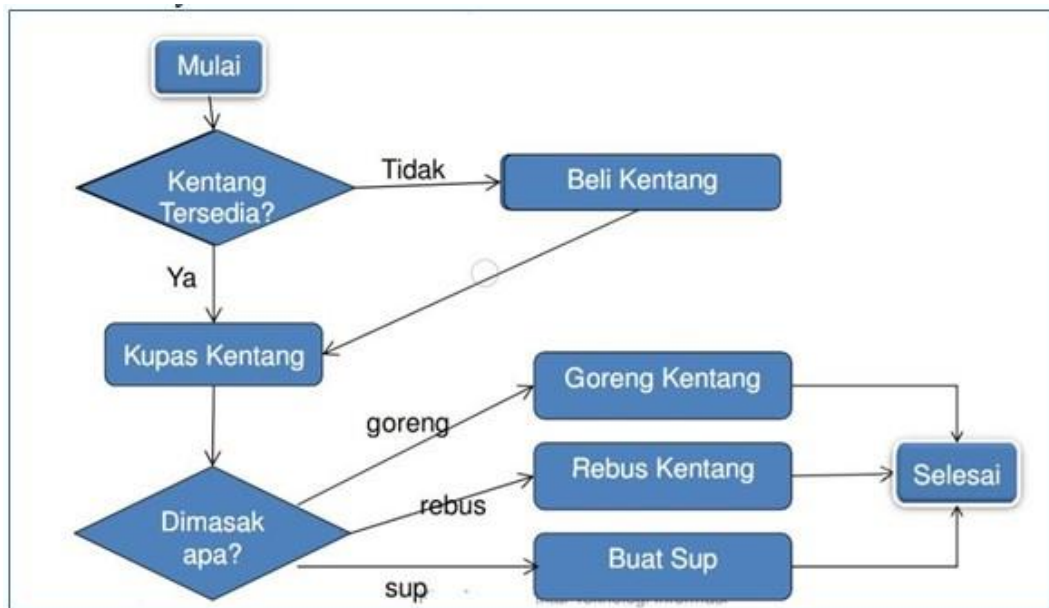 Mulai
Kentang
Tersedia?
Tidak
Beli Kentang
Ya
Kupas Kentang
goreng
Goreng Kentang
rebus
Rebus Kentang
Selesai
Dimasak
apa?
sup
Buat Sup